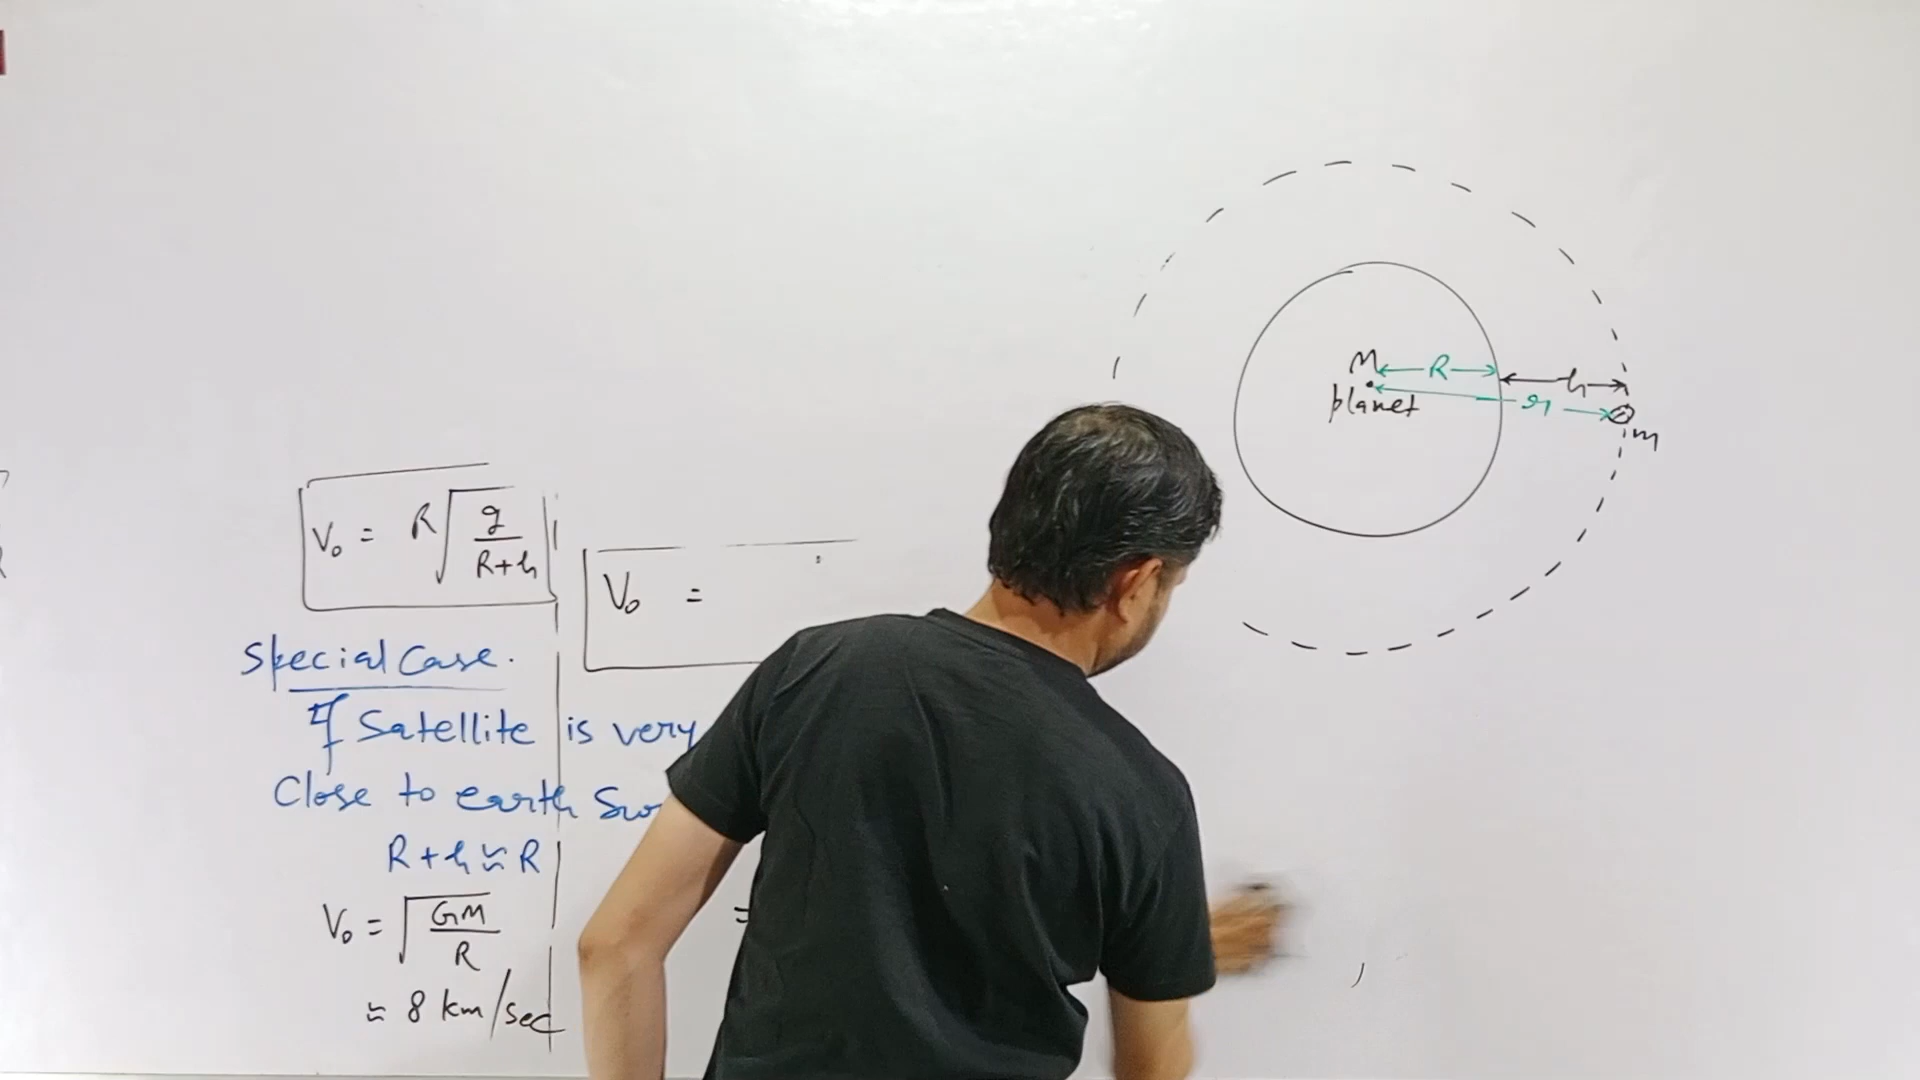 V₀ = R√(g/(R+h))
Special Case.
If Satellite is very
Close to earth
R + h ≈ R
V₀ = √(GM/R)
≈ 8 km/sec
V₀ =
=
M
planet
R
h
r
m